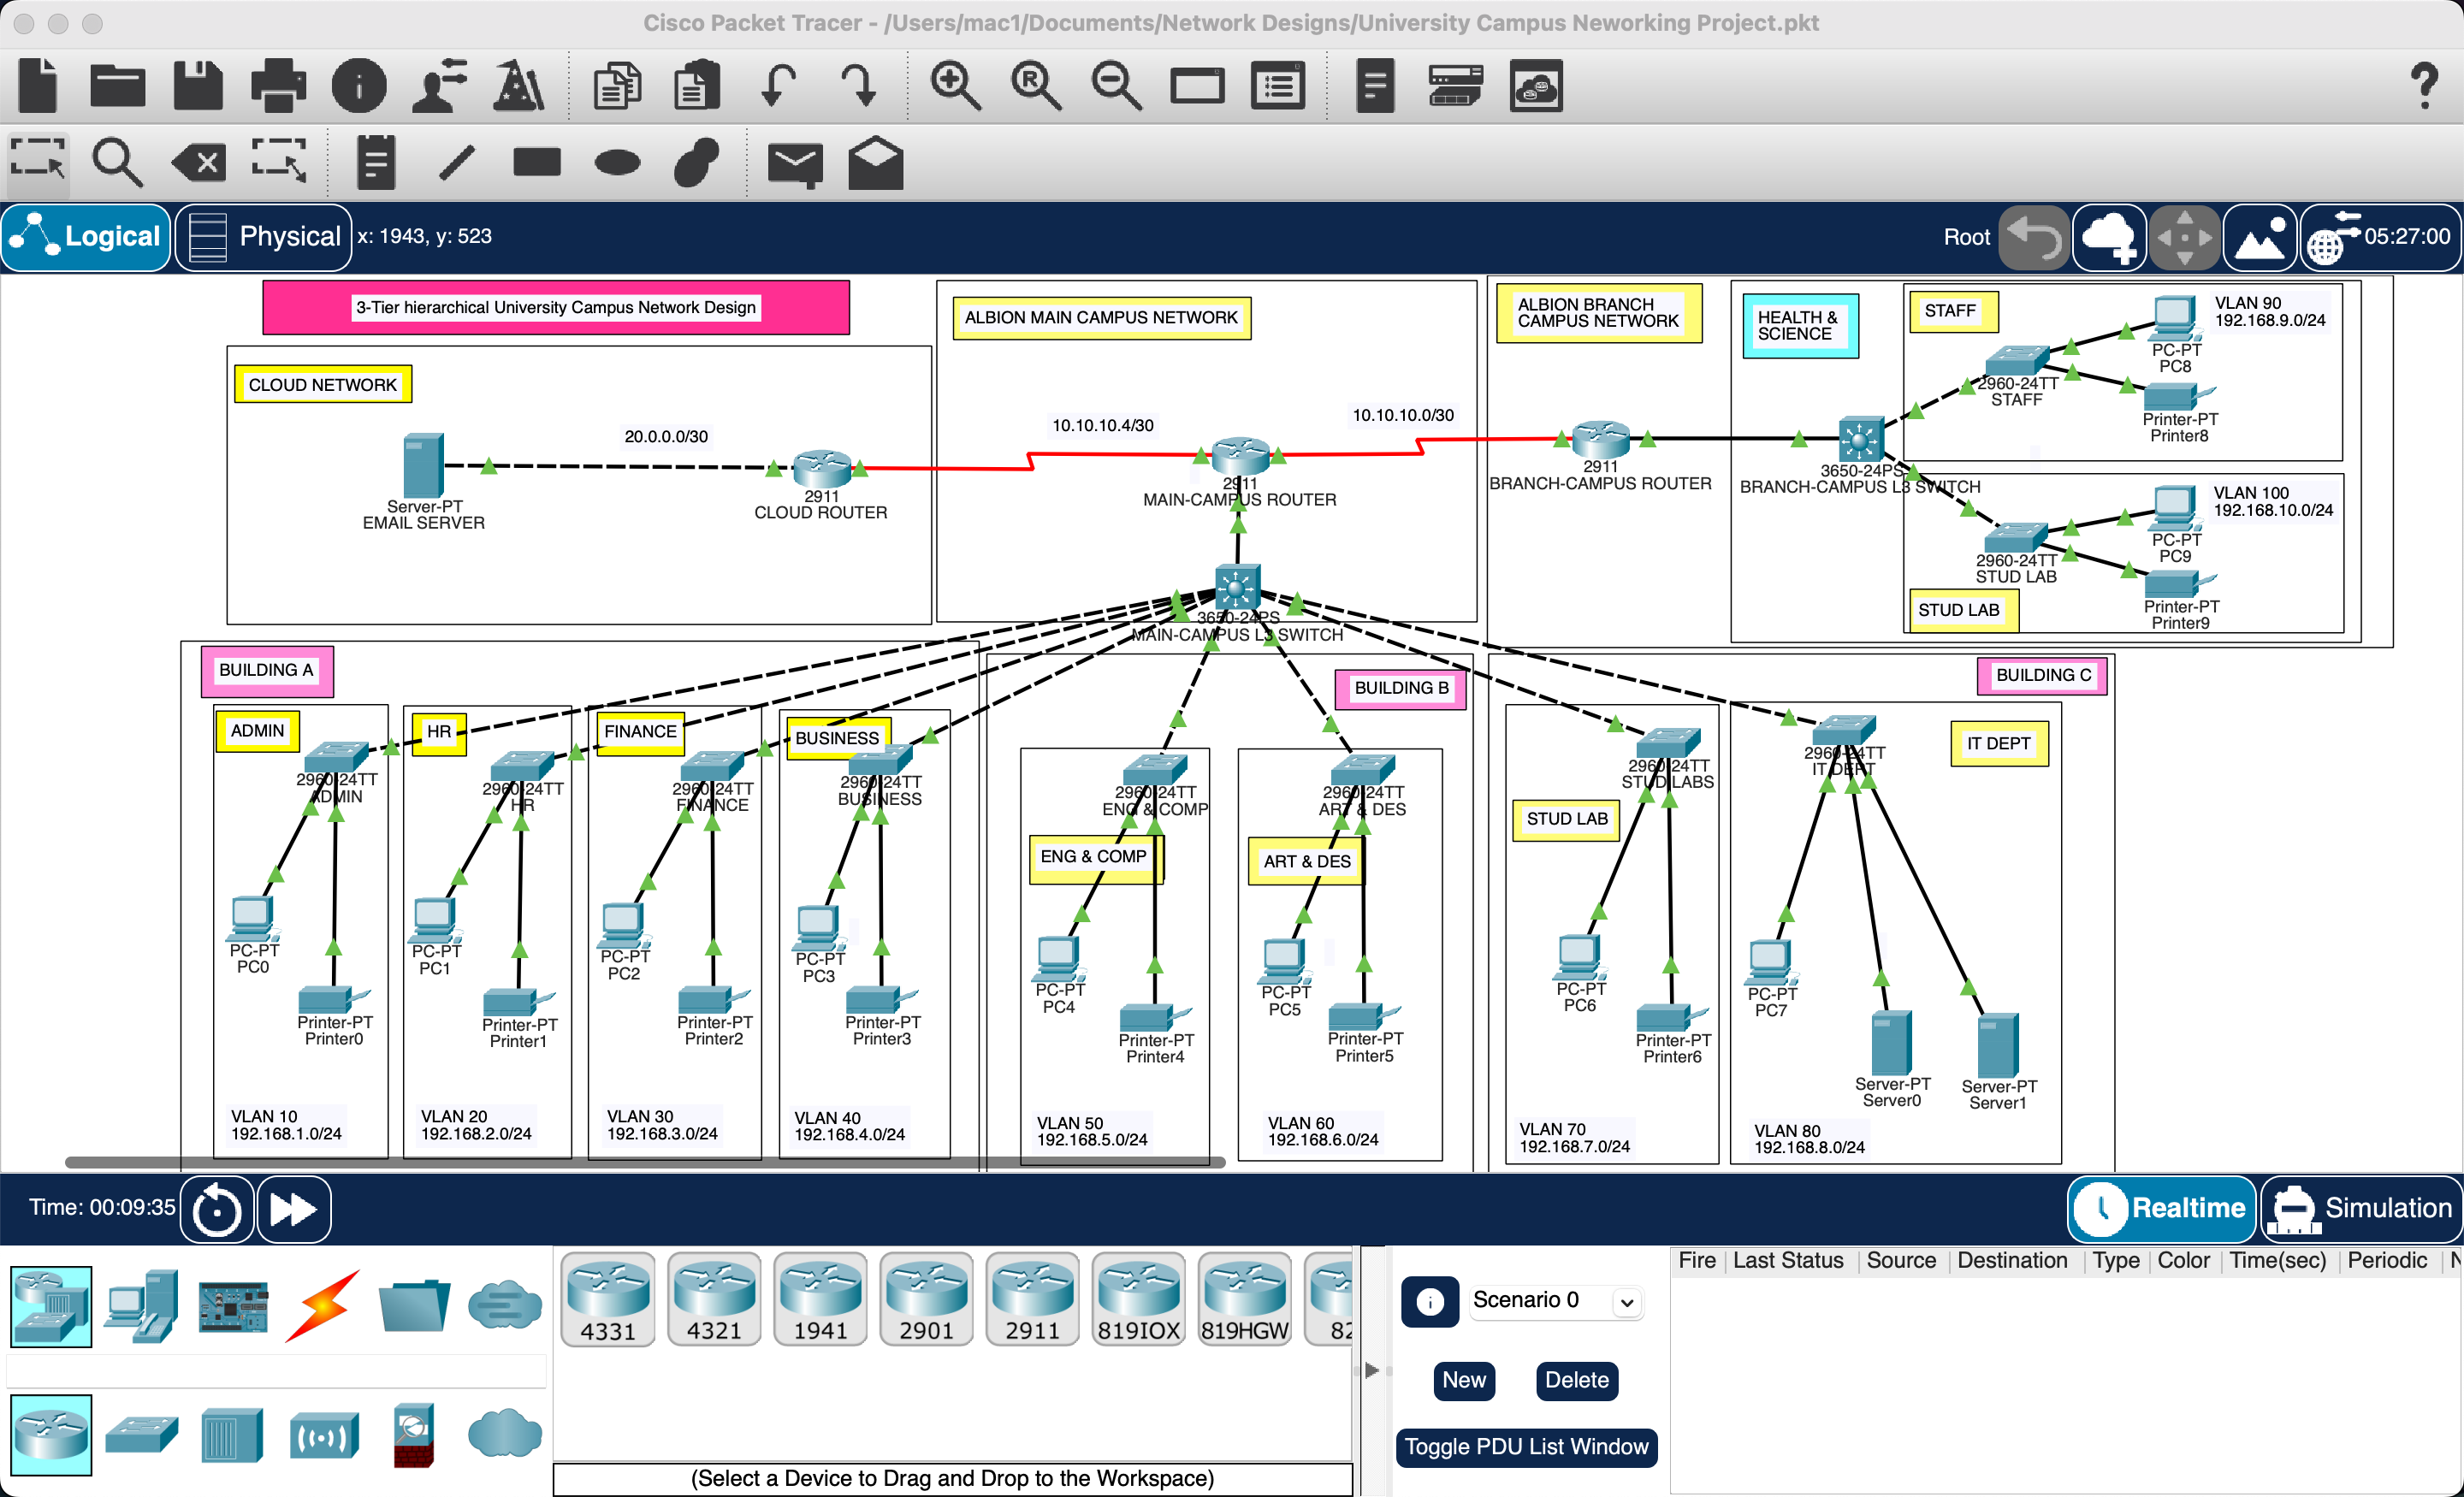 Cisco Packet Tracer - /Users/mac1/Documents/Network Designs/University Campus Neworking Project.pkt
Logical
Physical
x: 1943, y: 523
Root
05:27:00
3-Tier hierarchical University Campus Network Design
CLOUD NETWORK
20.0.0.0/30
Server-PT
EMAIL SERVER
2911
CLOUD ROUTER
ALBION MAIN CAMPUS NETWORK
10.10.10.4/30
10.10.10.0/30
2911
MAIN-CAMPUS ROUTER
3650-24PS
MAIN-CAMPUS L3 SWITCH
ALBION BRANCH
CAMPUS NETWORK
2911
BRANCH-CAMPUS ROUTER
HEALTH &
SCIENCE
3650-24PS
BRANCH-CAMPUS L3 SWITCH
STAFF
2960-24TT
STAFF
PC-PT
PC8
Printer-PT
Printer8
VLAN 90
192.168.9.0/24
STUD LAB
2960-24TT
STUD LAB
PC-PT
PC9
Printer-PT
Printer9
VLAN 100
192.168.10.0/24
BUILDING A
ADMIN
2960-24TT
ADMIN
PC-PT
PC0
Printer-PT
Printer0
VLAN 10
192.168.1.0/24
HR
2960-24TT
HR
PC-PT
PC1
Printer-PT
Printer1
VLAN 20
192.168.2.0/24
FINANCE
2960-24TT
FINANCE
PC-PT
PC2
Printer-PT
Printer2
VLAN 30
192.168.3.0/24
BUSINESS
2960-24TT
BUSINESS
PC-PT
PC3
Printer-PT
Printer3
VLAN 40
192.168.4.0/24
BUILDING B
2960-24TT
ENG & COMP
ENG & COMP
PC-PT
PC4
Printer-PT
Printer4
VLAN 50
192.168.5.0/24
2960-24TT
ART & DES
ART & DES
PC-PT
PC5
Printer-PT
Printer5
VLAN 60
192.168.6.0/24
BUILDING C
2960-24TT
STUD LABS
STUD LAB
PC-PT
PC6
Printer-PT
Printer6
VLAN 70
192.168.7.0/24
IT DEPT
2960-24TT
IT DEPT
PC-PT
PC7
Server-PT
Server0
Server-PT
Server1
VLAN 80
192.168.8.0/24
Time: 00:09:35
Realtime
Simulation
4331
4321
1941
2901
2911
819IOX
819HGW
82
(Select a Device to Drag and Drop to the Workspace)
Scenario 0
New
Delete
Toggle PDU List Window
Fire
Last Status
Source
Destination
Type
Color
Time(sec)
Periodic
N